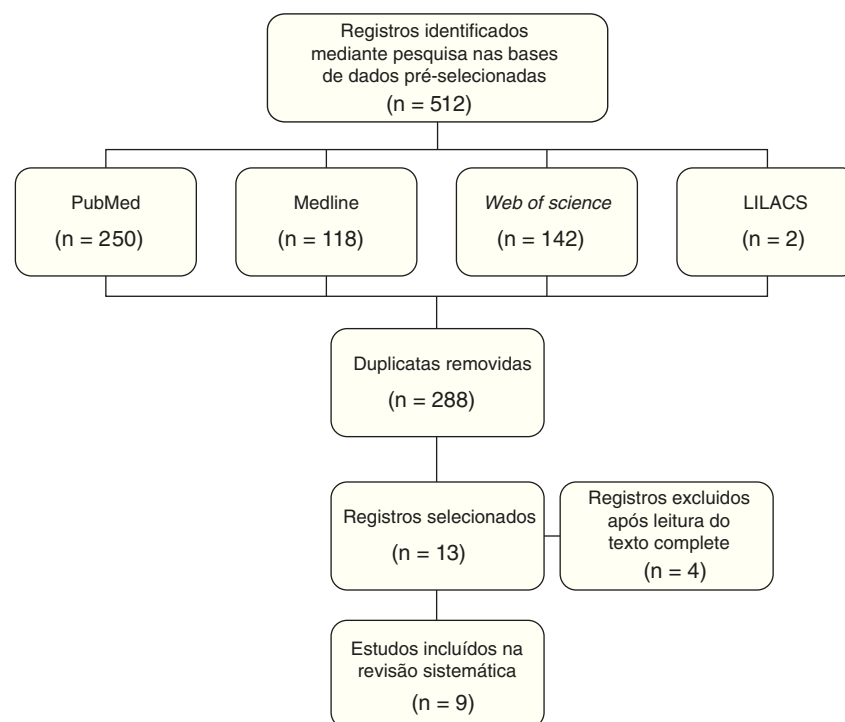 Registros identificados
mediante pesquisa nas bases
de dados pré-selecionadas
(n = 512)
PubMed
(n = 250)
Medline
(n = 118)
Web of science
(n = 142)
LILACS
(n = 2)
Duplicatas removidas
(n = 288)
Registros selecionados
(n = 13)
Registros excluidos
após leitura do
texto complete
(n = 4)
Estudos incluídos na
revisão sistemática
(n = 9)